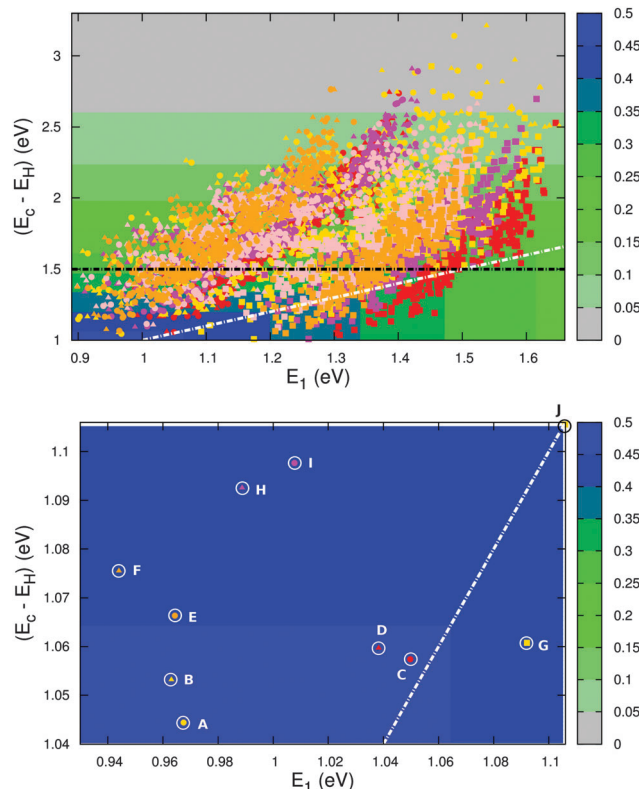 3
2.5
2
1.5
1
(E_c - E_H) (eV)
0.9 1 1.1 1.2 1.3 1.4 1.5 1.6
E_1 (eV)
0.5
0.45
0.4
0.35
0.3
0.25
0.2
0.15
0.1
0.05
0
J
1.1
1.09
1.08
1.07
1.06
1.05
1.04
(E_c - E_H) (eV)
I
H
F
E
D
G
C
B
A
0.94 0.96 0.98 1 1.02 1.04 1.06 1.08 1.1
E_1 (eV)
0.5
0.45
0.4
0.35
0.3
0.25
0.2
0.15
0.1
0.05
0